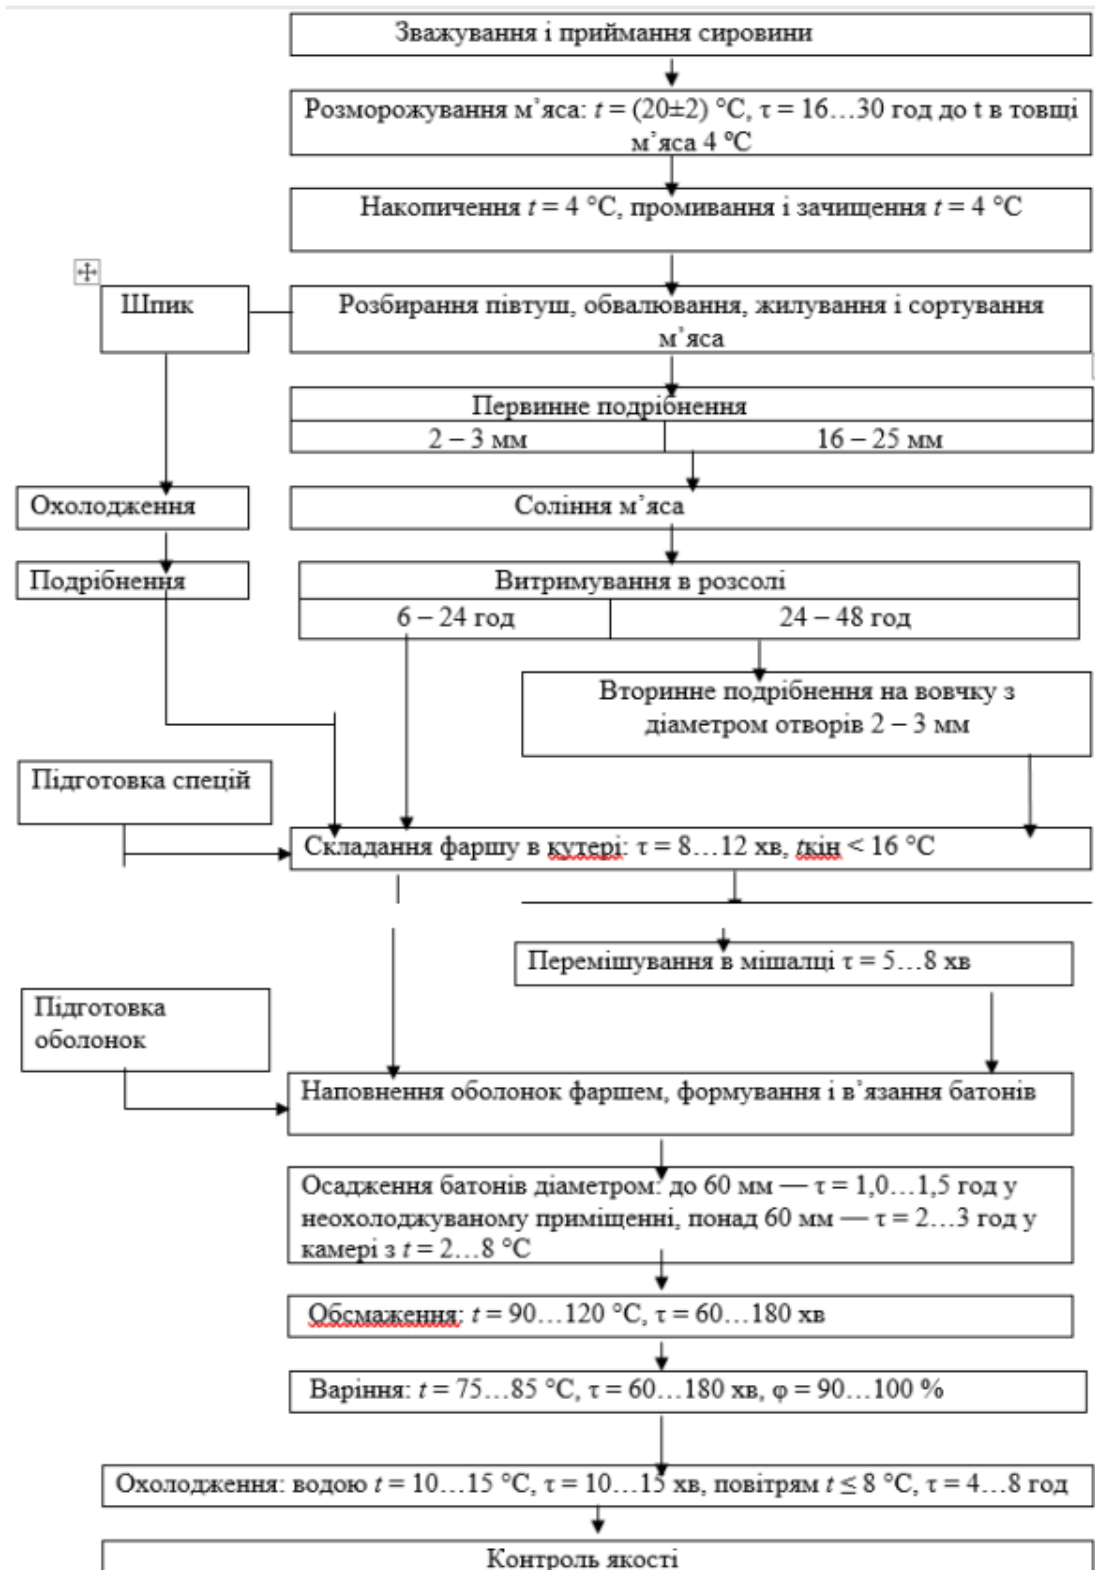 Зважування і приймання сировини
Розморожування м’яса: t = (20±2) °C, τ = 16…30 год до t в товщі
м’яса 4 °C
Накопичення t = 4 °C, промивання і зачищення t = 4 °C
Шпик
Розбирання півтуш, обвалювання, жилування і сортування
м’яса
Первинне подрібнення
2 – 3 мм
16 – 25 мм
Охолодження
Соління м’яса
Подрібнення
Витримування в розсолі
6 – 24 год
24 – 48 год
Вторинне подрібнення на вовчку з
діаметром отворів 2 – 3 мм
Підготовка спецій
Складання фаршу в кутері: τ = 8…12 хв, tкін < 16 °C
Перемішування в мішалці τ = 5…8 хв
Підготовка
оболонок
Наповнення оболонок фаршем, формування і в’язання батонів
Осадження батонів діаметром: до 60 мм — τ = 1,0…1,5 год у
неохолоджуваному приміщенні, понад 60 мм — τ = 2…3 год у
камері з t = 2…8 °C
Обсмаження: t = 90…120 °C, τ = 60…180 хв
Варіння: t = 75…85 °C, τ = 60…180 хв, φ = 90…100 %
Охолодження: водою t = 10…15 °C, τ = 10…15 хв, повітрям t ≤ 8 °C, τ = 4…8 год
Контроль якості